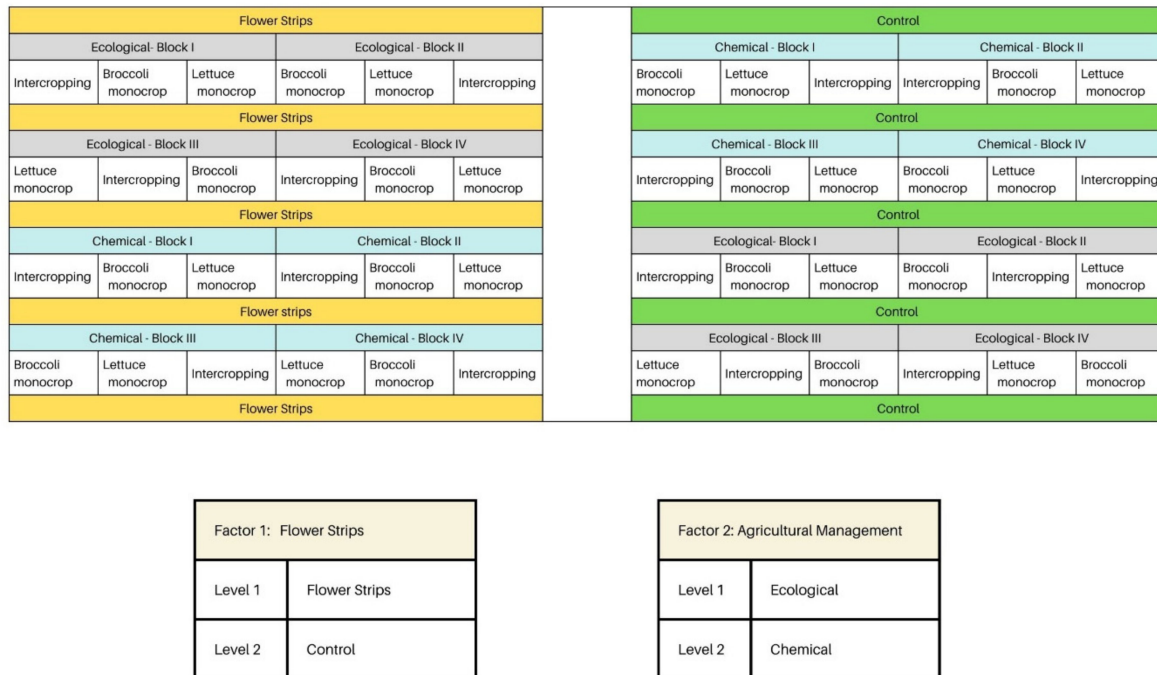 Flower Strips
Control
Ecological- Block I
Ecological- Block II
Chemical - Block I
Chemical - Block II
Intercropping
Broccoli
monocrop
Lettuce
monocrop
Broccoli
monocrop
Lettuce
monocrop
Intercropping
Broccoli
monocrop
Lettuce
monocrop
Intercropping
Intercropping
Broccoli
monocrop
Lettuce
monocrop
Flower Strips
Control
Ecological - Block III
Ecological - Block IV
Chemical - Block III
Chemical - Block IV
Lettuce
monocrop
Intercropping
Broccoli
monocrop
Intercropping
Broccoli
monocrop
Lettuce
monocrop
Intercropping
Broccoli
monocrop
Lettuce
monocrop
Broccoli
monocrop
Lettuce
monocrop
Intercropping
Flower Strips
Control
Chemical - Block I
Chemical - Block II
Ecological- Block I
Ecological- Block II
Intercropping
Broccoli
monocrop
Lettuce
monocrop
Intercropping
Broccoli
monocrop
Lettuce
monocrop
Intercropping
Broccoli
monocrop
Lettuce
monocrop
Broccoli
monocrop
Intercropping
Lettuce
monocrop
Flower strips
Control
Chemical - Block III
Chemical - Block IV
Ecological - Block III
Ecological - Block IV
Broccoli
monocrop
Lettuce
monocrop
Intercropping
Lettuce
monocrop
Broccoli
monocrop
Intercropping
Lettuce
monocrop
Intercropping
Broccoli
monocrop
Intercropping
Lettuce
monocrop
Broccoli
monocrop
Flower Strips
Control
Factor 1: Flower Strips
Level 1
Flower Strips
Level 2
Control
Factor 2: Agricultural Management
Level 1
Ecological
Level 2
Chemical